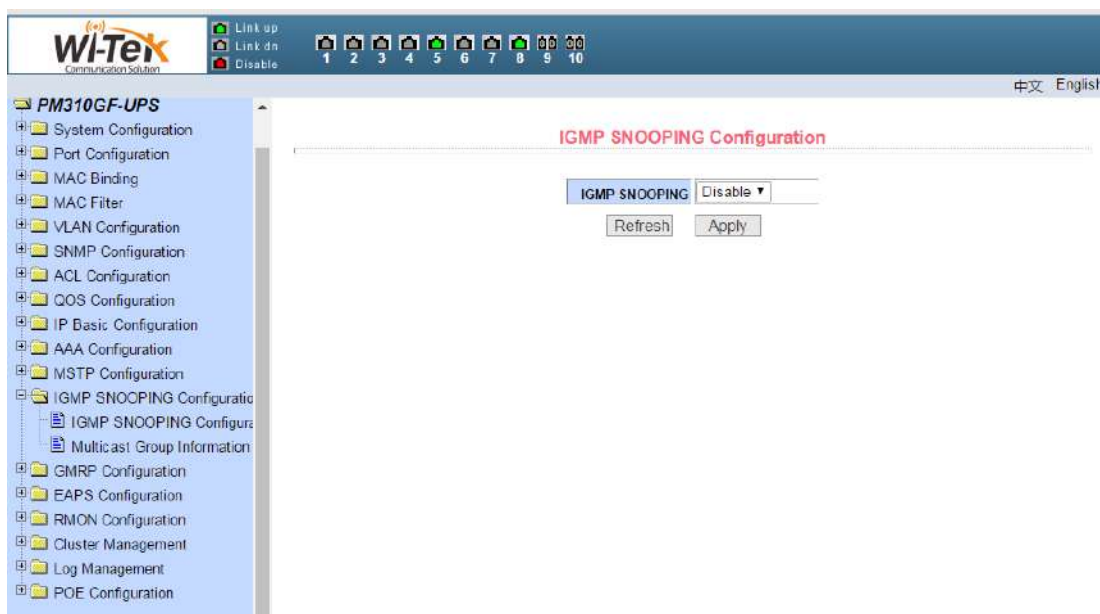 ((o))
WI-TEK
Communication Solution
Link up
Link dn
Disable
1 2 3 4 5 6 7 8 9 10
中文 English
PM310GF-UPS
System Configuration
Port Configuration
MAC Binding
MAC Filter
VLAN Configuration
SNMP Configuration
ACL Configuration
QOS Configuration
IP Basic Configuration
AAA Configuration
MSTP Configuration
IGMP SNOOPING Configuratio
IGMP SNOOPING Configura
Multicast Group Information
GMRP Configuration
EAPS Configuration
RMON Configuration
Cluster Management
Log Management
POE Configuration
IGMP SNOOPING Configuration
IGMP SNOOPING Disable
Refresh Apply